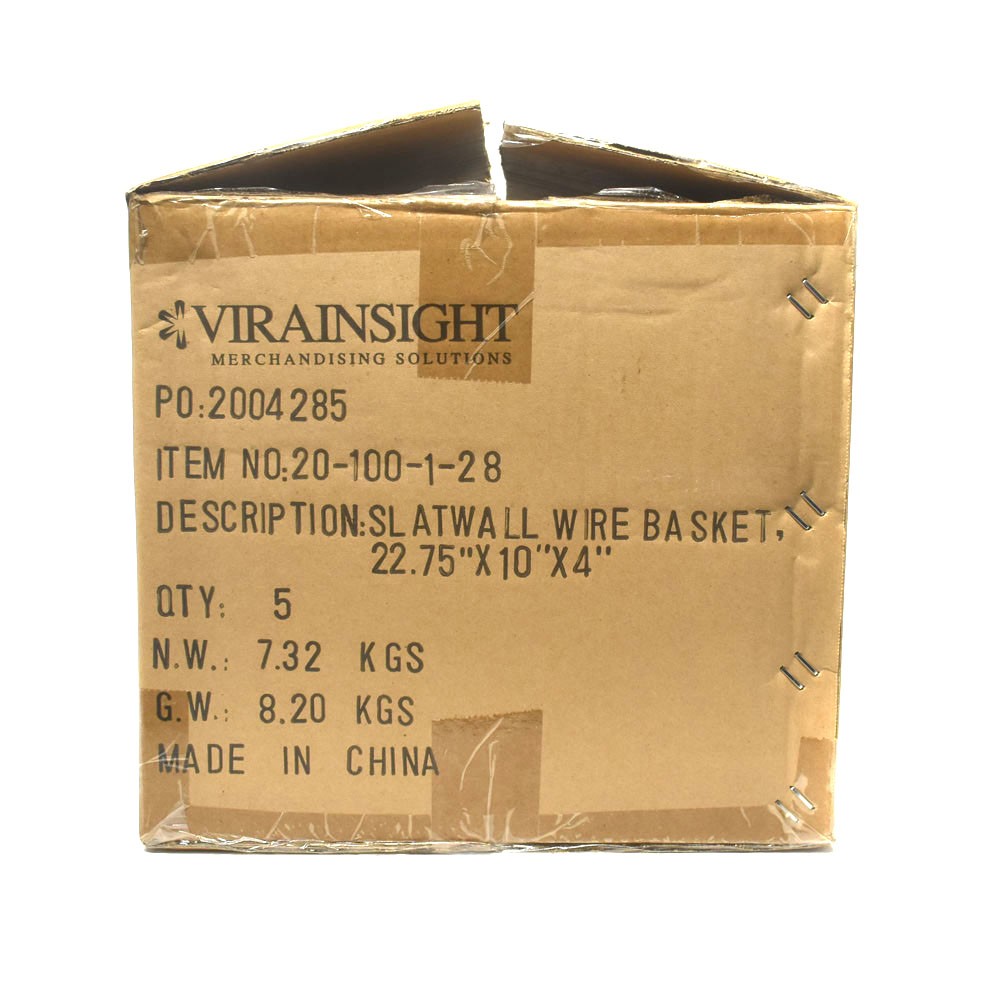 VIRAINSIGHT
MERCHANDISING SOLUTIONS
PO:2004285
ITEM NO.:20-100-1-28
DESCRIPTION:SLATWALL WIRE BASKET,
22.75"X10"X4"
QTY: 5
N.W.: 7.32 KGS
G.W.: 8.20 KGS
MADE IN CHINA